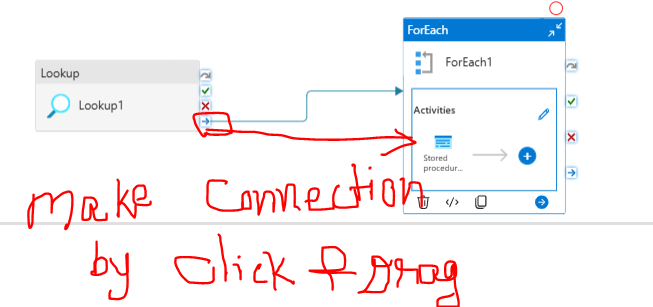 ForEach
Lookup
ForEach1
Lookup1
Activities
Stored
procedur...
</>
Make Connection
by click & Drag